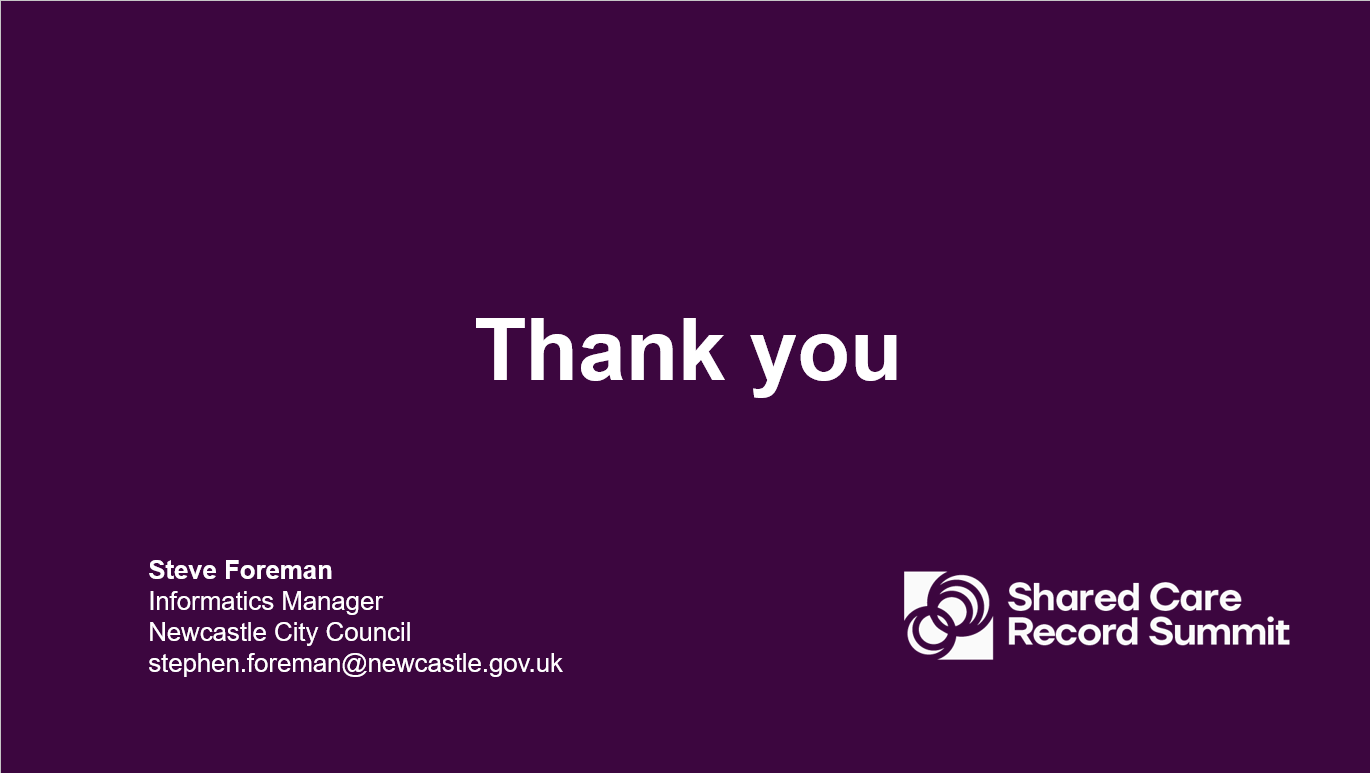 Thank you
Steve Foreman
Informatics Manager
Newcastle City Council
stephen.foreman@newcastle.gov.uk
Shared Care
Record Summit